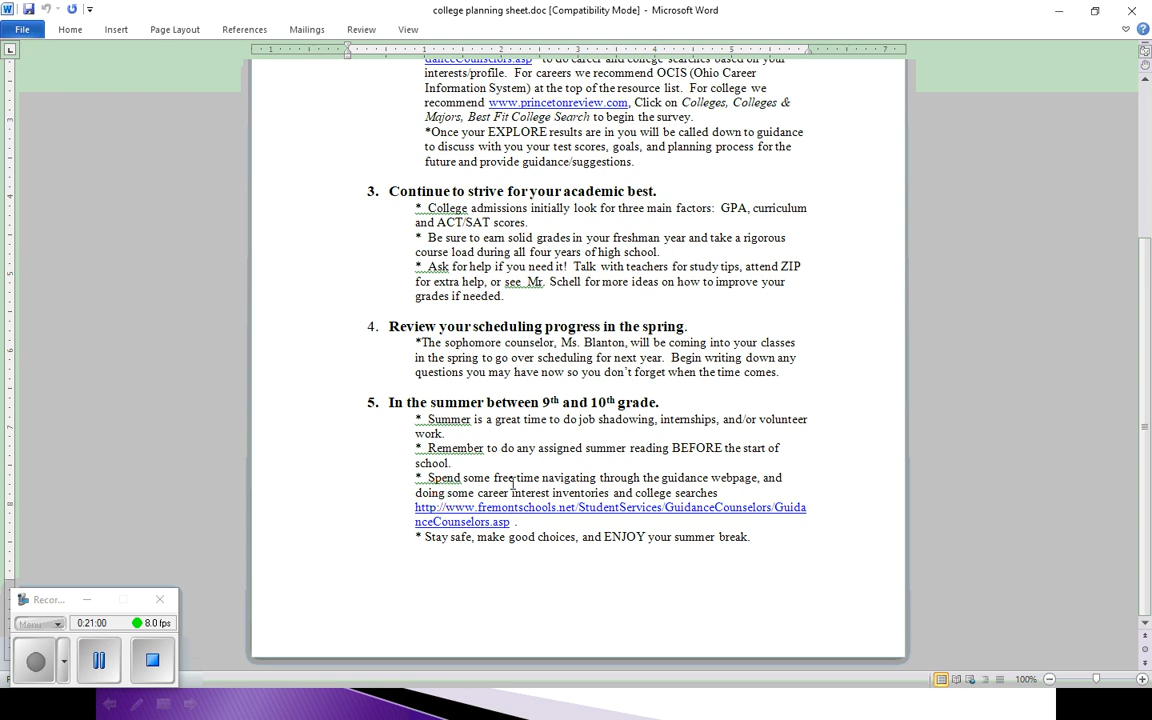 college planning sheet.doc [Compatibility Mode] - Microsoft Word
File Home Insert Page Layout References Mailings Review View
1 1 2 3 4 5 6 7
danceCounselors.asp to do career and college searches based on your
interests/profile. For careers we recommend OCIS (Ohio Career
Information System) at the top of the resource list. For college we
recommend www.princetonreview.com, Click on Colleges, Colleges &
Majors, Best Fit College Search to begin the survey.
*Once your EXPLORE results are in you will be called down to guidance
to discuss with you your test scores, goals, and planning process for the
future and provide guidance/suggestions.
3. Continue to strive for your academic best.
* College admissions initially look for three main factors: GPA, curriculum
and ACT/SAT scores.
* Be sure to earn solid grades in your freshman year and take a rigorous
course load during all four years of high school.
* Ask for help if you need it! Talk with teachers for study tips, attend ZIP
for extra help, or see Mr. Schell for more ideas on how to improve your
grades if needed.
4. Review your scheduling progress in the spring.
*The sophomore counselor, Ms. Blanton, will be coming into your classes
in the spring to go over scheduling for next year. Begin writing down any
questions you may have now so you don't forget when the time comes.
5. In the summer between 9th and 10th grade.
* Summer is a great time to do job shadowing, internships, and/or volunteer
work.
* Remember to do any assigned summer reading BEFORE the start of
school.
* Spend some free time navigating through the guidance webpage, and
doing some career interest inventories and college searches
http://www.fremontschools.net/StudentServices/GuidanceCounselors/Guida
nceCounselors.asp .
* Stay safe, make good choices, and ENJOY your summer break.
Recor...
Menu 0:21:00 8.0 fps
100%